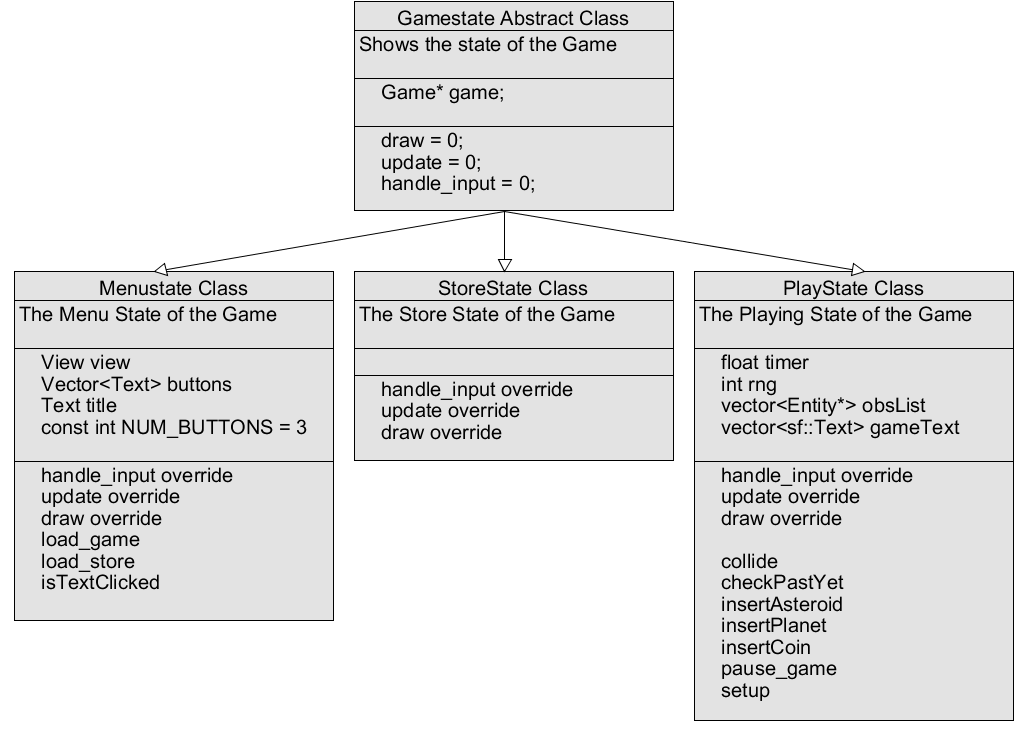 Gamestate Abstract Class
Shows the state of the Game
Game* game;
draw = 0;
update = 0;
handle_input = 0;
Menustate Class
The Menu State of the Game
View view
Vector<Text> buttons
Text title
const int NUM_BUTTONS = 3
handle_input override
update override
draw override
load_game
load_store
isTextClicked
StoreState Class
The Store State of the Game
handle_input override
update override
draw override
PlayState Class
The Playing State of the Game
float timer
int rng
vector<Entity*> obsList
vector<sf::Text> gameText
handle_input override
update override
draw override
collide
checkPastYet
insertAsteroid
insertPlanet
insertCoin
pause_game
setup